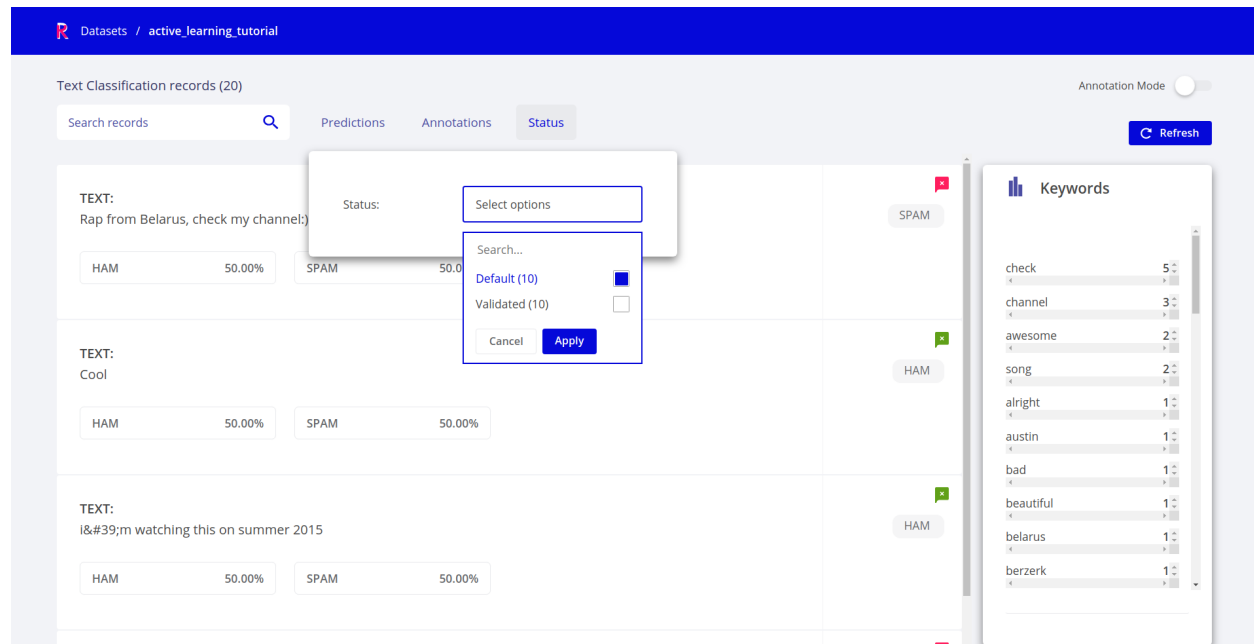 R Datasets / active_learning_tutorial
Text Classification records (20)
Annotation Mode
Search records
Predictions
Annotations
Status
Refresh
Status:
Select options
Search...
Default (10)
Validated (10)
Cancel
Apply
TEXT:
Rap from Belarus, check my channel:)
HAM 50.00%
SPAM 50.0
SPAM
TEXT:
Cool
HAM 50.00%
SPAM 50.00%
HAM
TEXT:
i&#39;m watching this on summer 2015
HAM 50.00%
SPAM 50.00%
HAM
Keywords
check 5
channel 3
awesome 2
song 2
alright 1
austin 1
bad 1
beautiful 1
belarus 1
berzerk 1